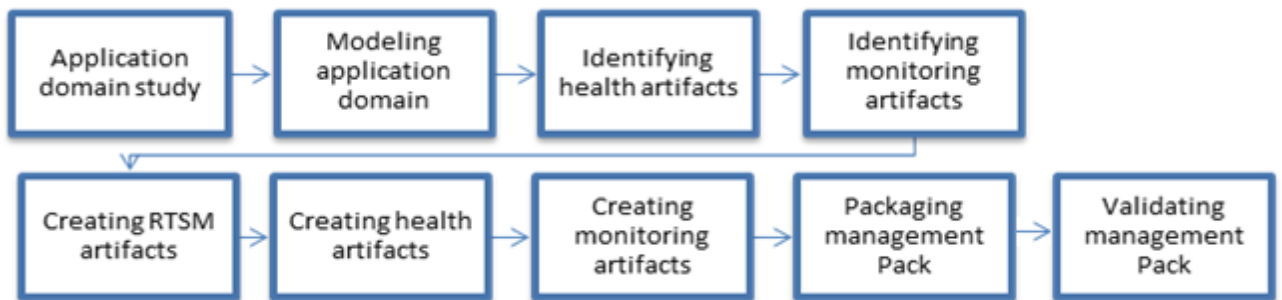 Application
domain study
Modeling
application
domain
Identifying
health artifacts
Identifying
monitoring
artifacts
Creating RTSM
artifacts
Creating health
artifacts
Creating
monitoring
artifacts
Packaging
management
Pack
Validating
management
Pack